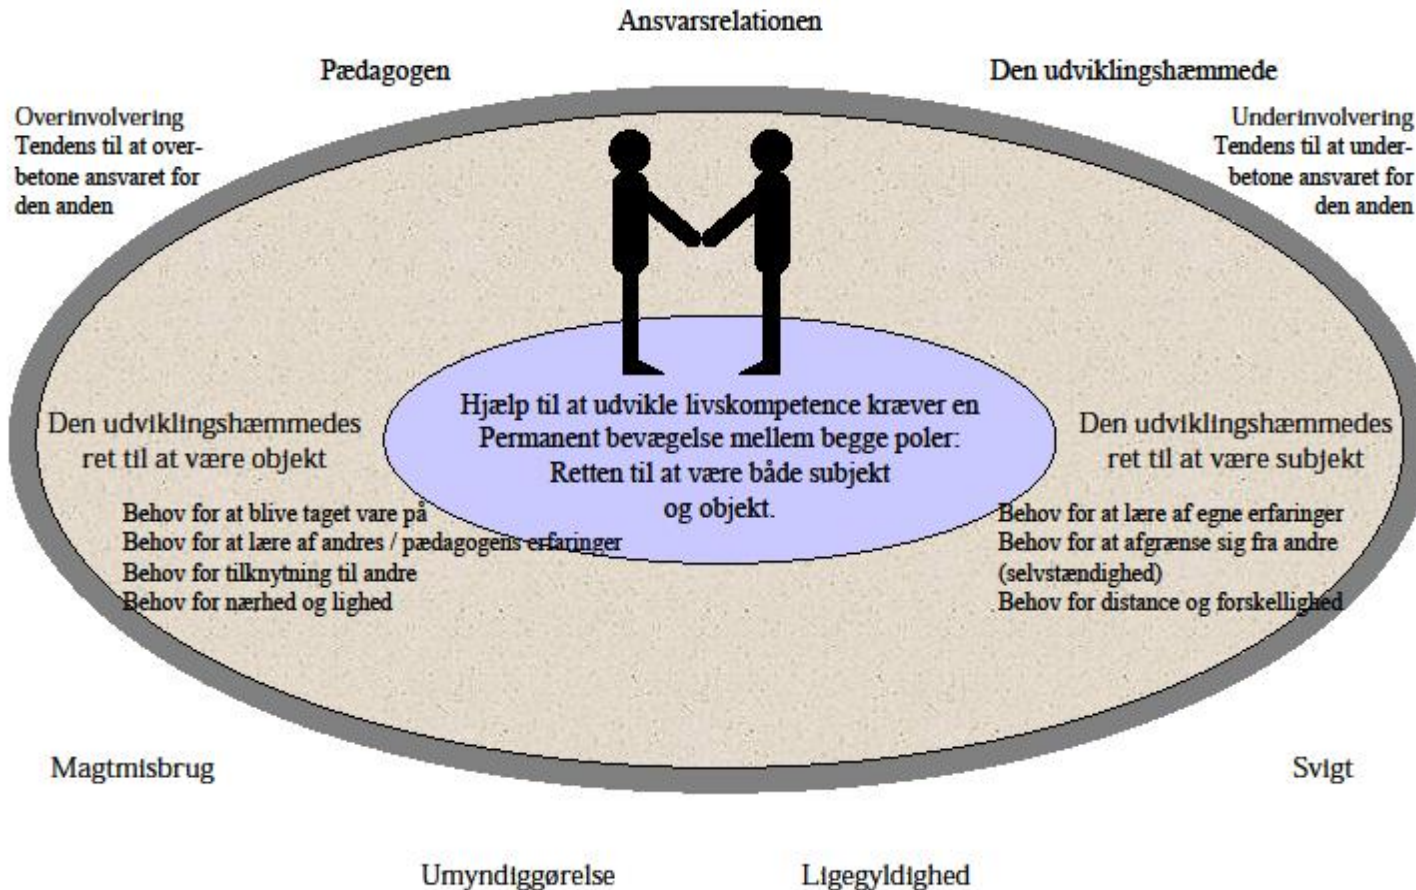 Ansvarsrelationen
Pædagogen
Den udviklingshæmmede
Overinvolvering
Tendens til at over-
betone ansvaret for
den anden
Underinvolvering
Tendens til at under-
betone ansvaret for
den anden
Den udviklingshæmmedes
ret til at være objekt
Behov for at blive taget vare på
Behov for at lære af andres / pædagogens erfaringer
Behov for tilknytning til andre
Behov for nærhed og lighed
Hjælp til at udvikle livskompetence kræver en
Permanent bevægelse mellem begge poler:
Retten til at være både subjekt
og objekt.
Den udviklingshæmmedes
ret til at være subjekt
Behov for at lære af egne erfaringer
Behov for at afgrænse sig fra andre
(selvstændighed)
Behov for distance og forskellighed
Magtmisbrug
Svigt
Umyndiggørelse
Ligegyldighed